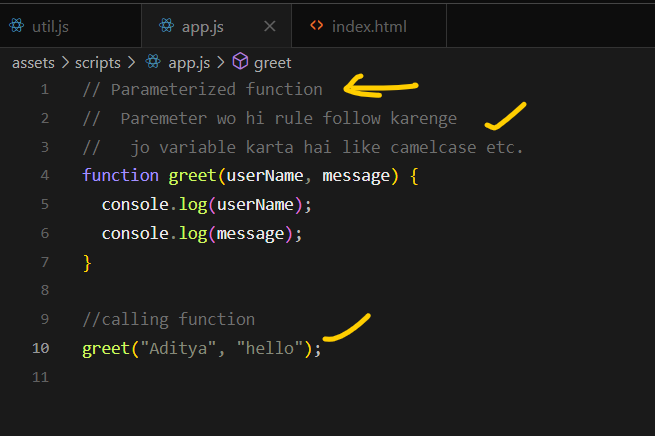 util.js app.js index.html
assets > scripts > app.js > greet
1 // Parameterized function
2 // Paremeter wo hi rule follow karenge
3 // jo variable karta hai like camelcase etc.
4 function greet(userName, message) {
5 console.log(userName);
6 console.log(message);
7 }
8
9 //calling function
10 greet("Aditya", "hello");
11